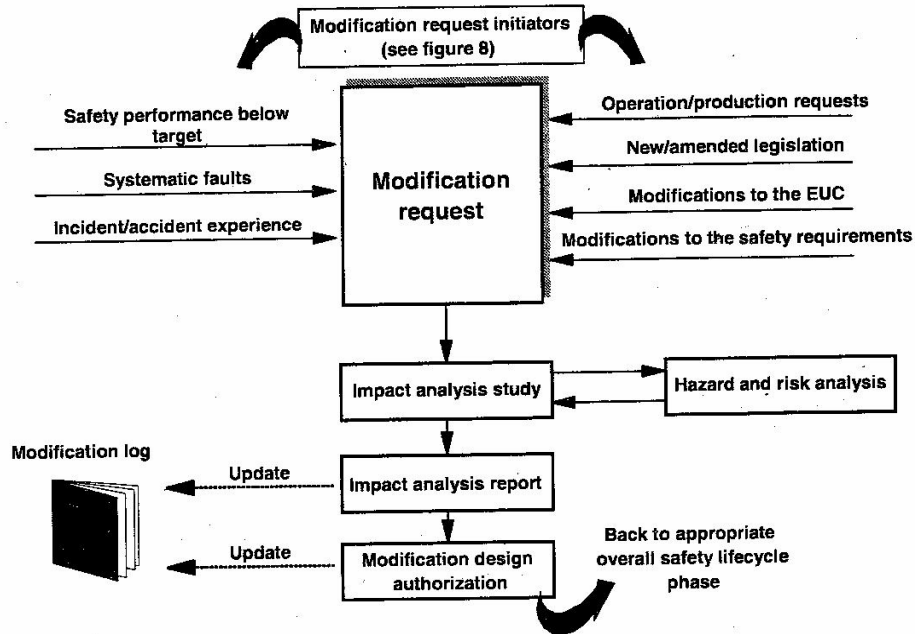 Modification request initiators
(see figure 8)
Safety performance below
target
Systematic faults
Incident/accident experience
Modification
request
Operation/production requests
New/amended legislation
Modifications to the EUC
Modifications to the safety requirements
Impact analysis study
Hazard and risk analysis
Modification log
Update
Impact analysis report
Update
Modification design
authorization
Back to appropriate
overall safety lifecycle
phase